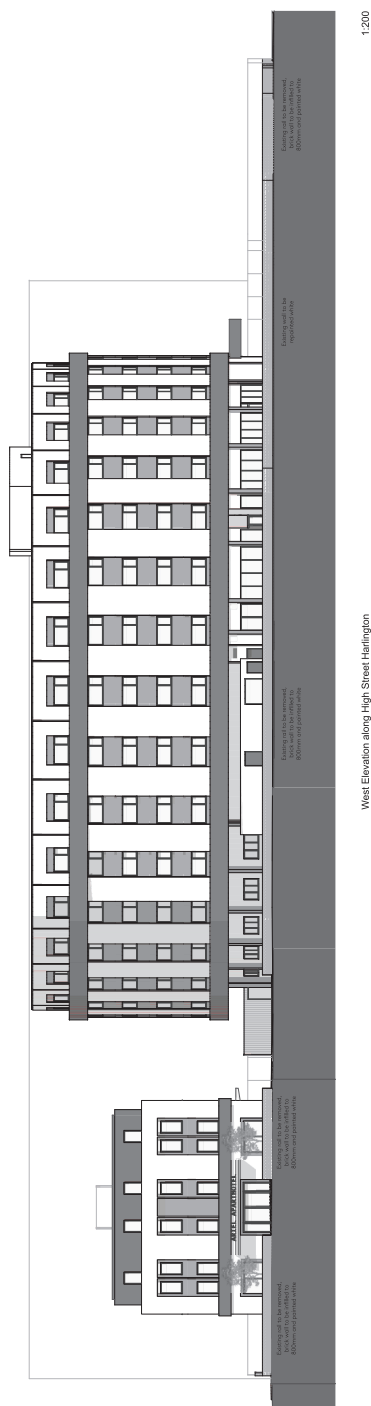 ARTEL APARTHOTEL
Existing rail to be removed,
brick wall to be infilled to
800mm and painted white
Existing rail to be removed,
brick wall to be infilled to
800mm and painted white
Existing rail to be removed,
brick wall to be infilled to
800mm and painted white
Existing wall to be
repainted white
Existing rail to be removed,
brick wall to be infilled to
800mm and painted white
West Elevation along High Street Harlington
1:200